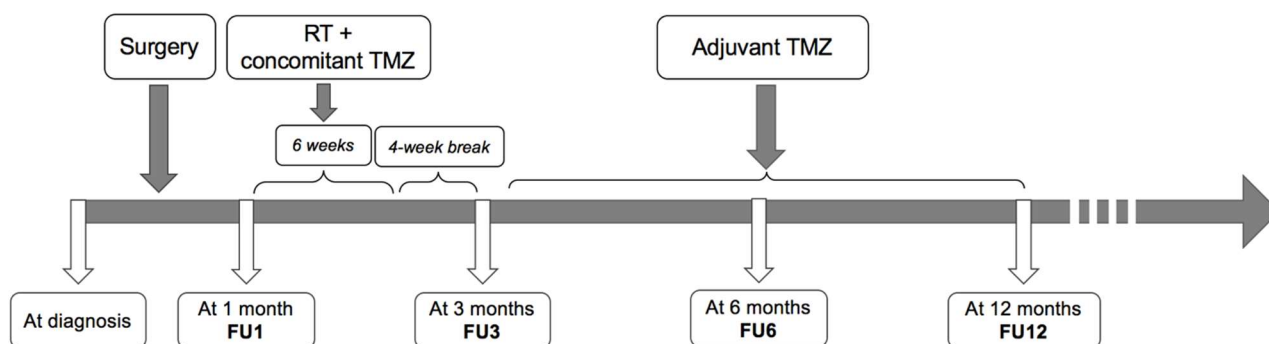 Surgery
RT +
concomitant TMZ
Adjuvant TMZ
6 weeks
4-week break
At diagnosis
At 1 month
FU1
At 3 months
FU3
At 6 months
FU6
At 12 months
FU12